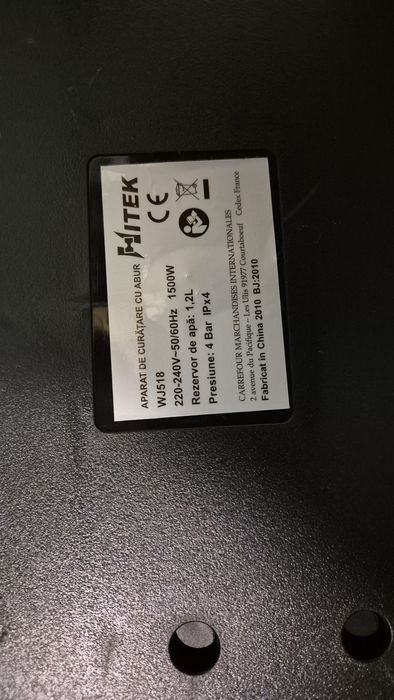 APARAT DE CURĂȚARE CU ABUR
HITEK
WJ518
220-240V~50/60Hz 1500W
Rezervor de apă: 1,2L
Presiune: 4 Bar IPx4
CE
CARREFOUR MARCHANDISES INTERNATIONALES
2 avenue du Pacifique – Les Ulis 91977 Courtaboeuf Cedex France
Fabricat în China 2010 BJ:2010